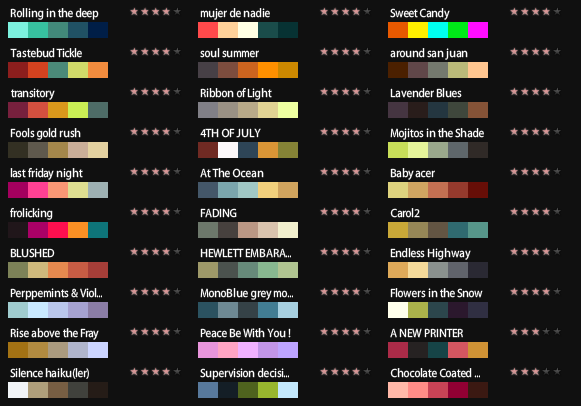 Rolling in the deep
mujer de nadie
Sweet Candy
Tastebud Tickle
soul summer
around san juan
transitory
Ribbon of Light
Lavender Blues
Fools gold rush
4TH OF JULY
Mojitos in the Shade
last friday night
At The Ocean
Baby acer
frolicking
FADING
Carol2
BLUSHED
HEWLETT EMBARA...
Endless Highway
Perppemints & Viol...
MonoBlue grey mo...
Flowers in the Snow
Rise above the Fray
Peace Be With You !
A NEW PRINTER
Silence haiku(ler)
Supervision decisi...
Chocolate Coated ...